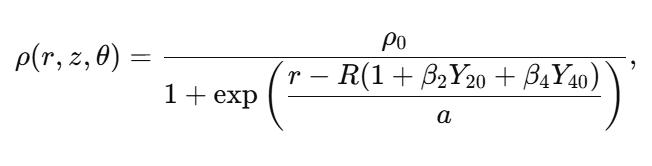 ρ(r, z, θ) = ρ₀ / (1 + exp((r − R(1 + β₂Y₂₀ + β₄Y₄₀)) / a)),